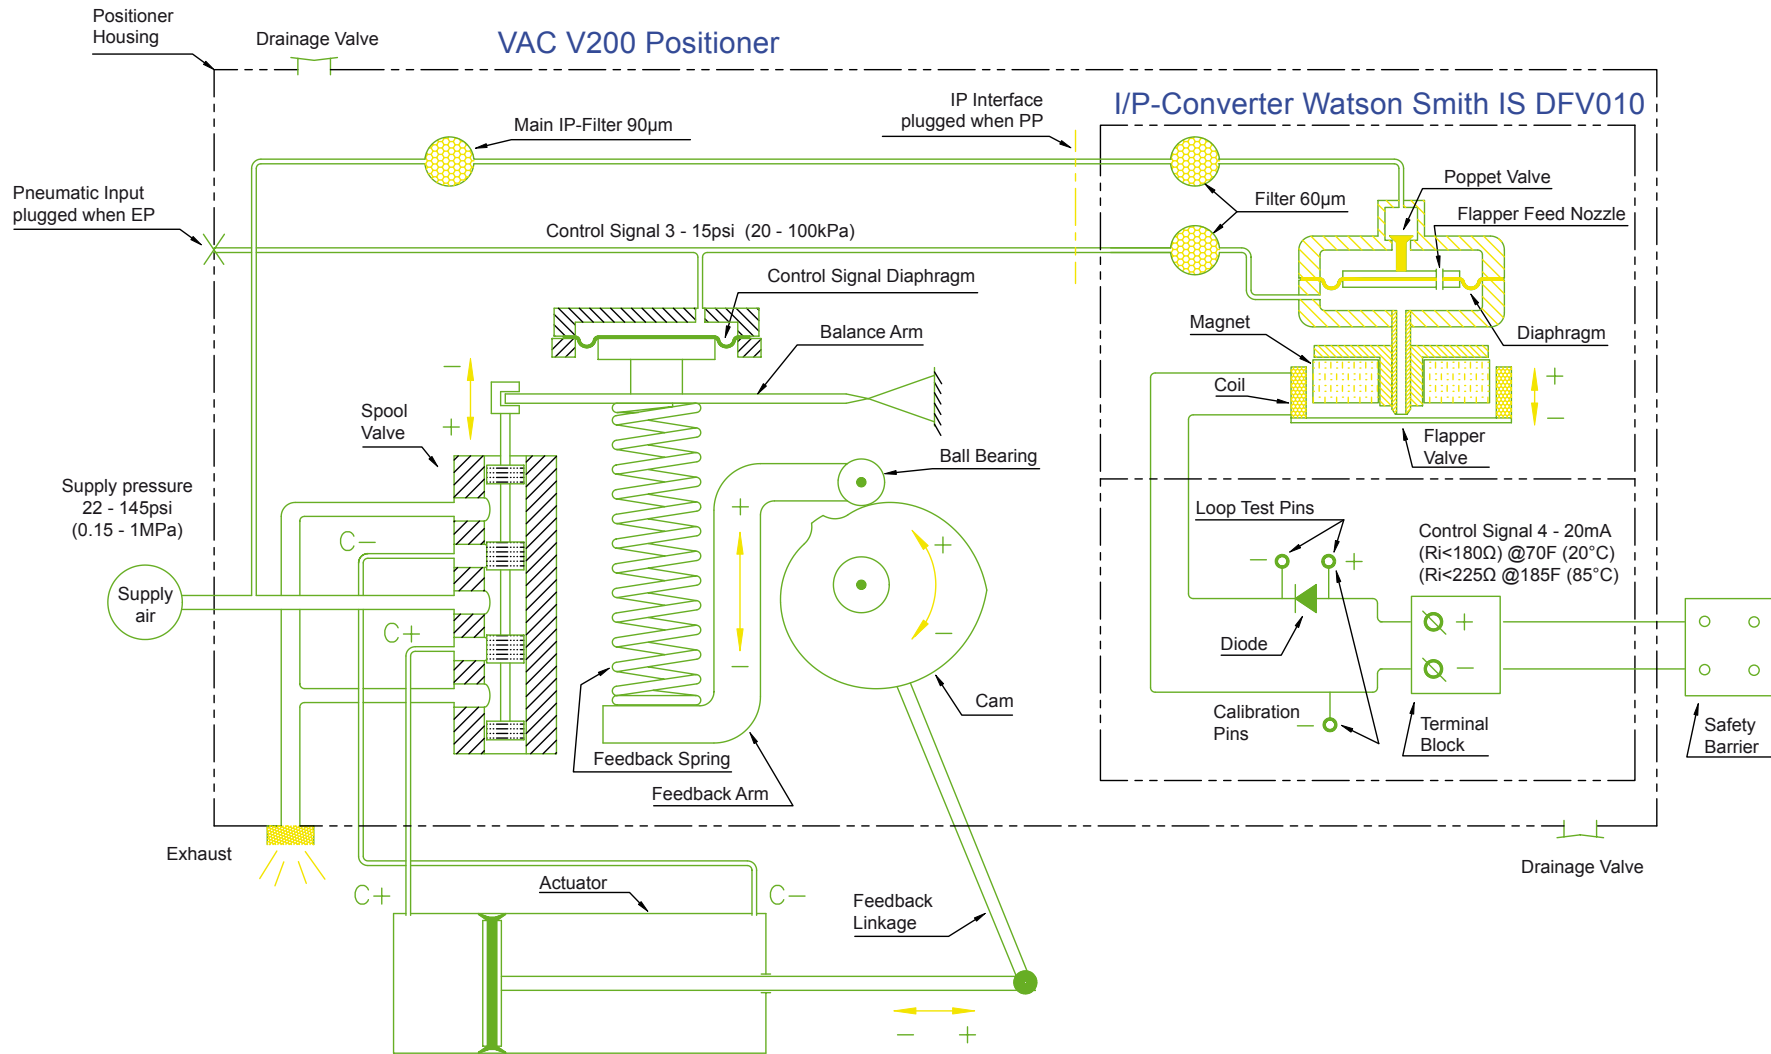 Positioner
Housing
Drainage Valve
VAC V200 Positioner
I/P-Converter Watson Smith IS DFV010
IP Interface
plugged when PP
Main IP-Filter 90µm
Pneumatic Input
plugged when EP
Filter 60µm
Poppet Valve
Flapper Feed Nozzle
Control Signal 3 - 15psi (20 - 100kPa)
Control Signal Diaphragm
Balance Arm
Magnet
Diaphragm
Coil
+
−
−
+
Spool
Valve
Flapper
Valve
Ball Bearing
Supply pressure
22 - 145psi
(0.15 - 1MPa)
C−
+
−
+
−
Loop Test Pins
−
+
Control Signal 4 - 20mA
(Ri<180Ω) @70F (20°C)
(Ri<225Ω @185F (85°C)
Supply
air
C+
Diode
+
−
Cam
Calibration
Pins
−
Terminal
Block
Safety
Barrier
Feedback Spring
Feedback Arm
Exhaust
Drainage Valve
C+
Actuator
C−
Feedback
Linkage
−
+